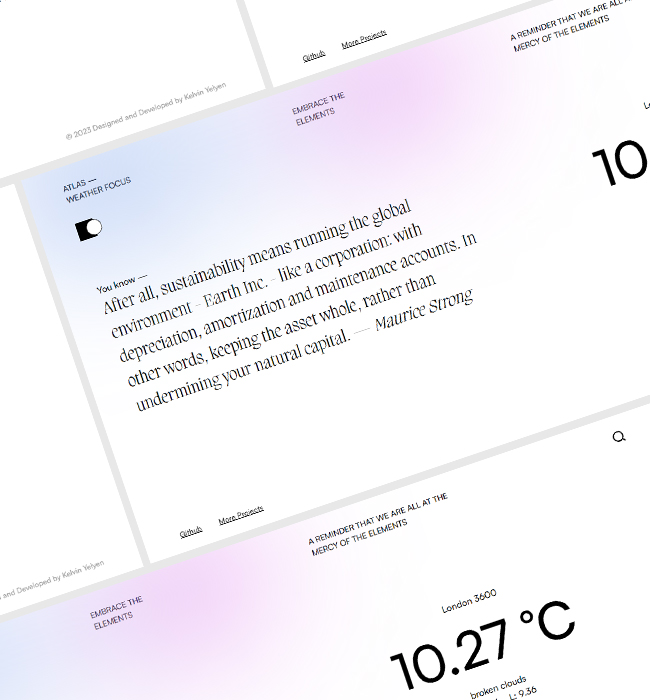 Github
More Projects
A REMINDER THAT WE ARE ALL
MERCY OF THE ELEMENTS
© 2023 Designed and Developed by Kelvin Yelyen
EMBRACE THE
ELEMENTS
ATLAS —
WEATHER FOCUS
10
You know —
After all, sustainability means running the global
environment - Earth Inc. - like a corporation: with
depreciation, amortization and maintenance accounts. In
other words, keeping the asset whole, rather than
undermining your natural capital. — Maurice Strong
Github
More Projects
A REMINDER THAT WE ARE ALL AT THE
MERCY OF THE ELEMENTS
and Developed by Kelvin Yelyen
EMBRACE THE
ELEMENTS
London 3600
10.27 °C
broken clouds
L: 9.36